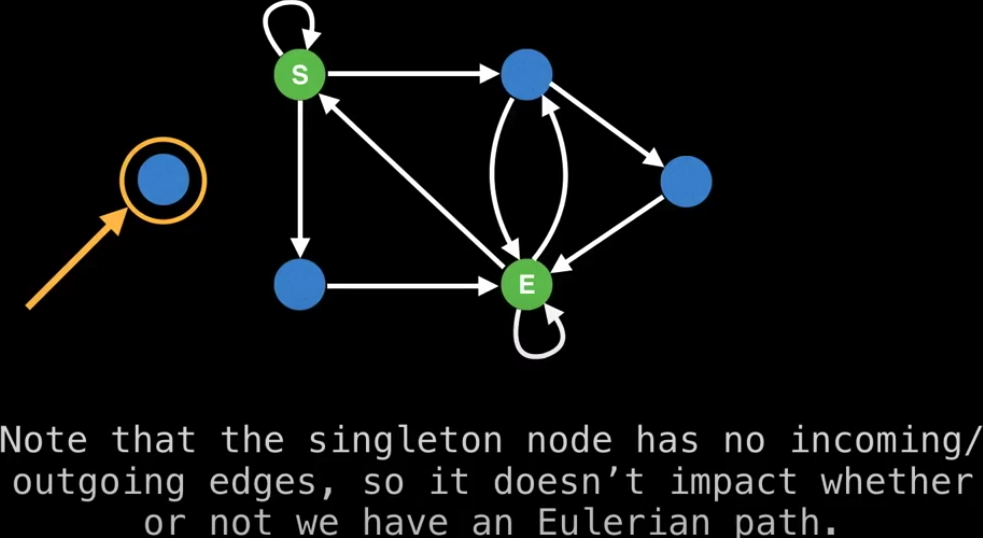 S
E
Note that the singleton node has no incoming/
outgoing edges, so it doesn’t impact whether
or not we have an Eulerian path.